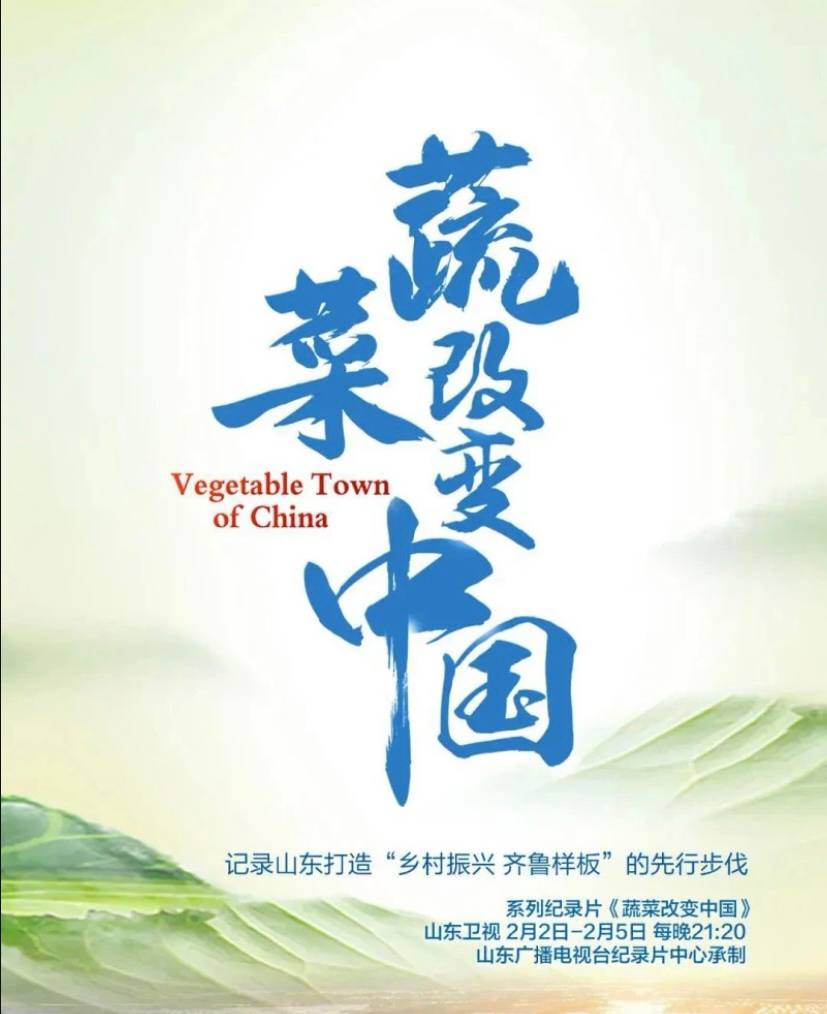 蔬菜改变中国
Vegetable Town
of China
记录山东打造“乡村振兴 齐鲁样板”的先行步伐
系列纪录片《蔬菜改变中国》
山东卫视 2月2日-2月5日 每晚21:20
山东广播电视台纪录片中心承制